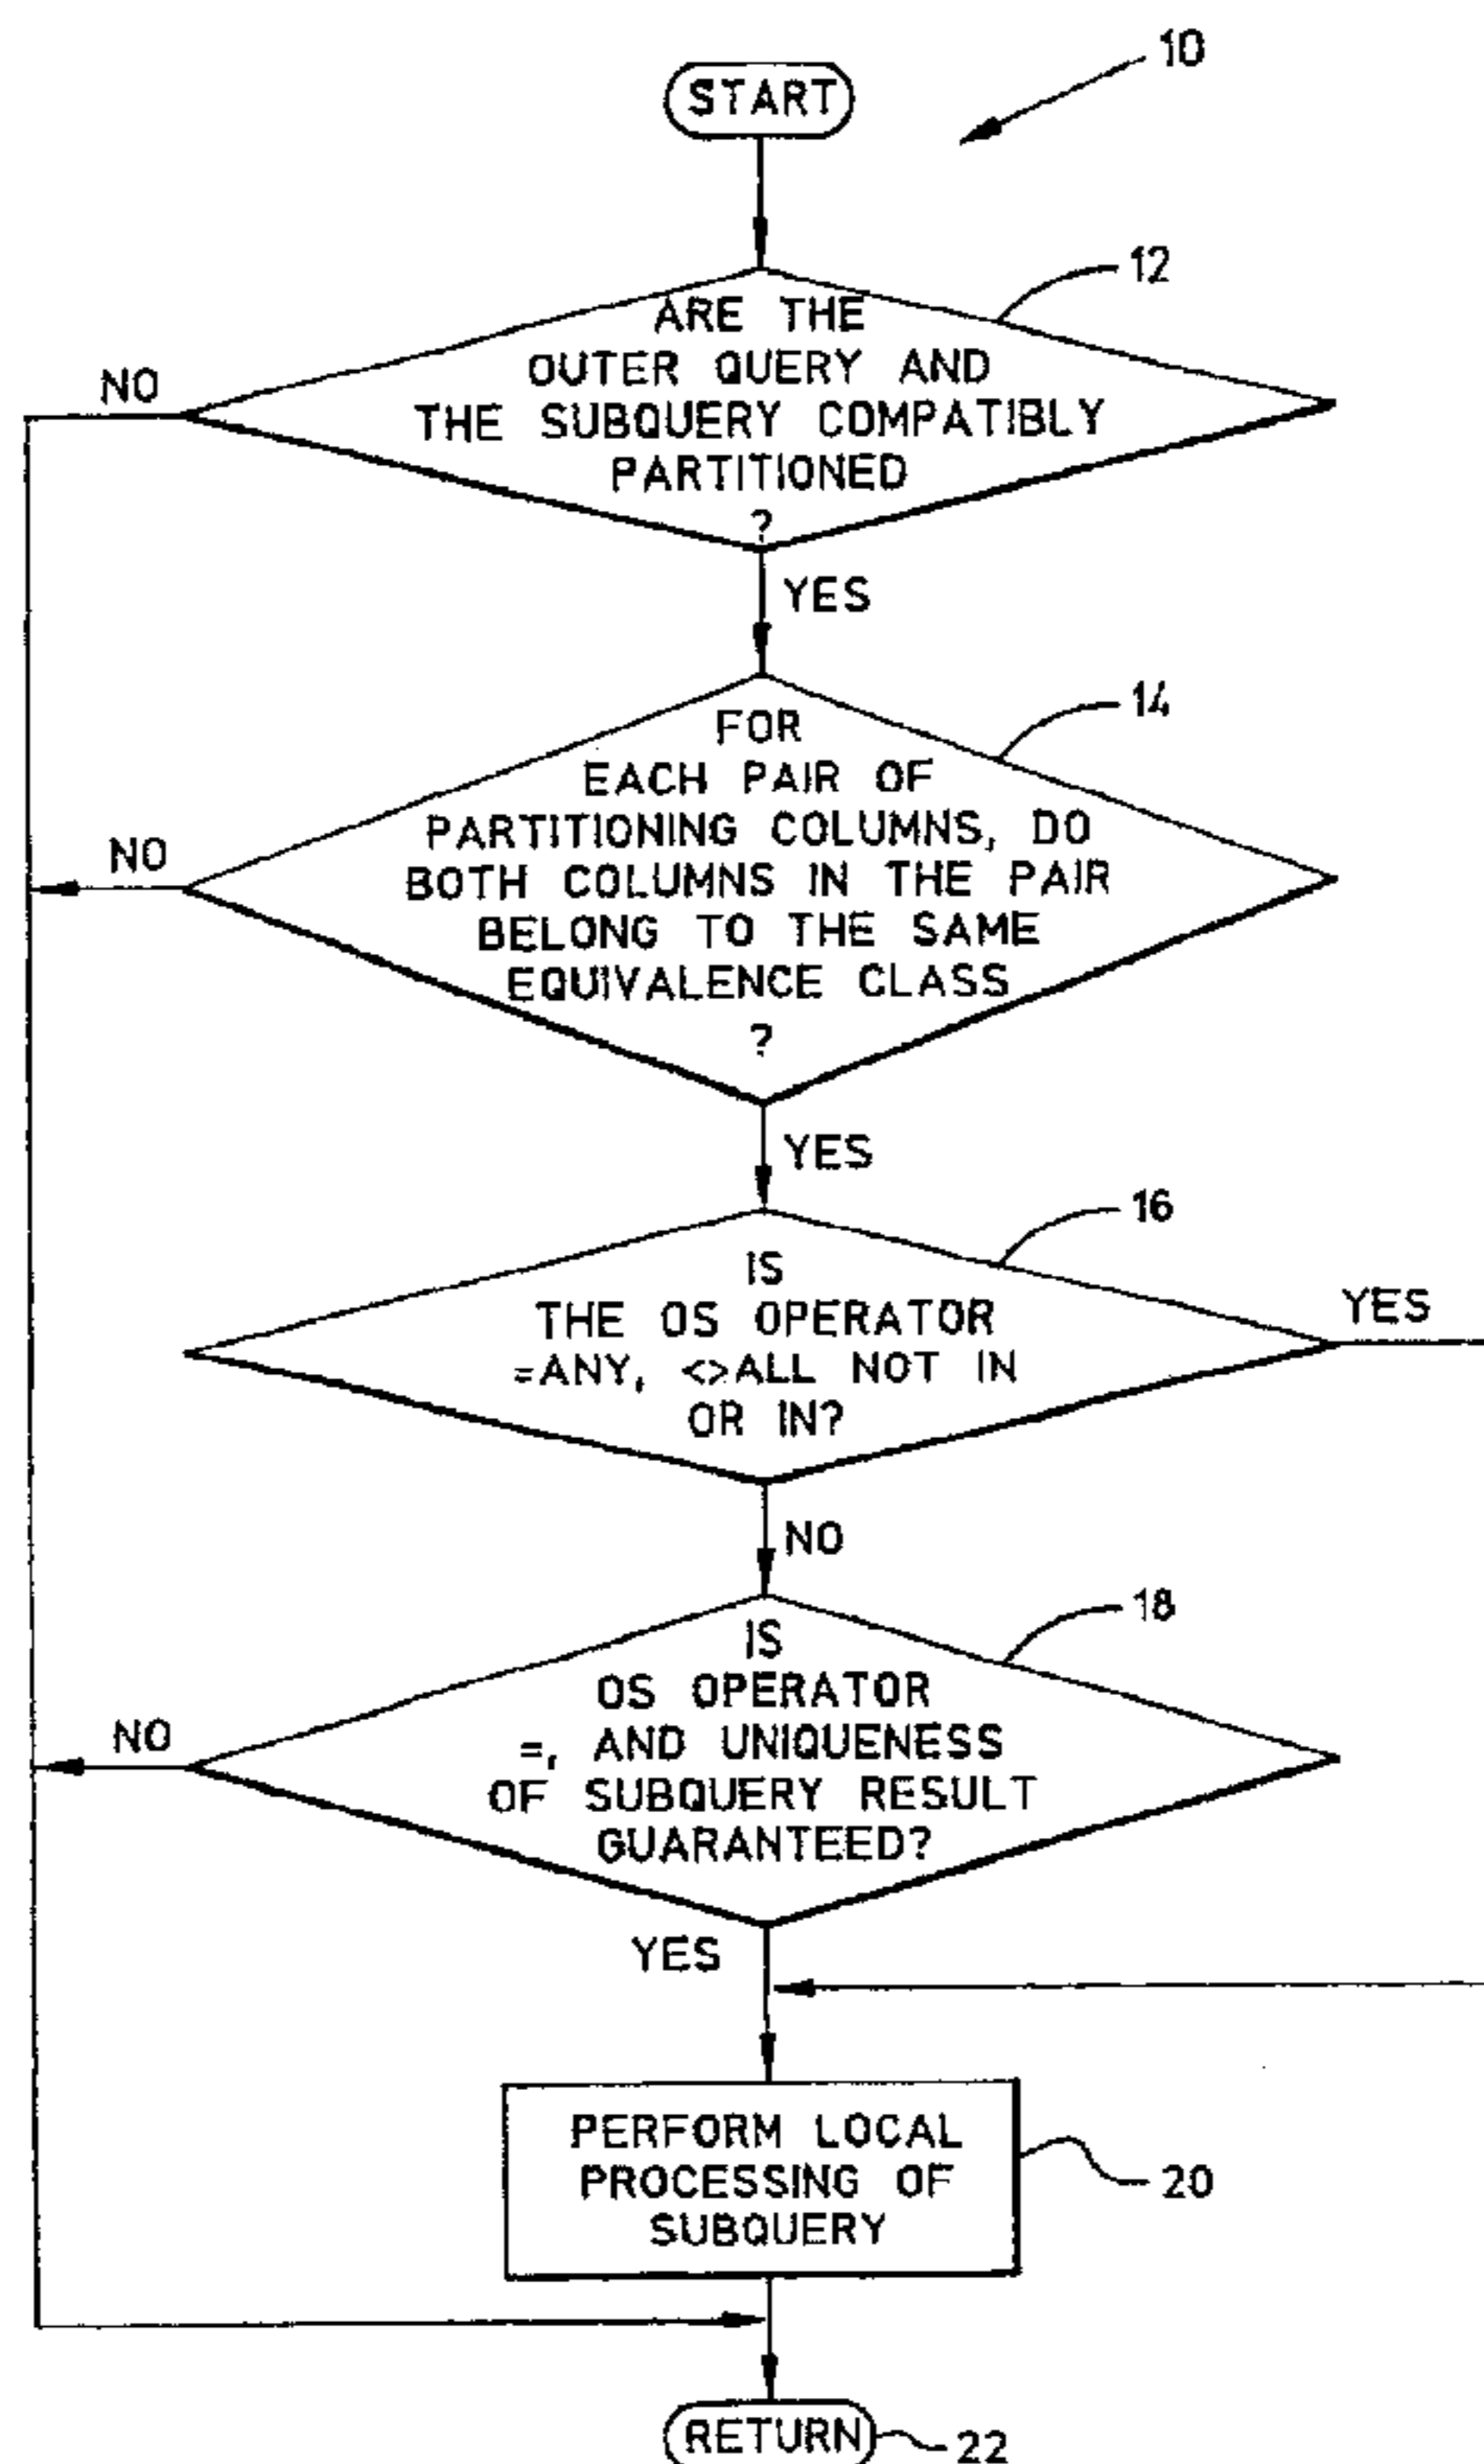 10
START
12
ARE THE
OUTER QUERY AND
THE SUBQUERY COMPATIBLY
PARTITIONED
?
NO
YES
14
FOR
EACH PAIR OF
PARTITIONING COLUMNS, DO
BOTH COLUMNS IN THE PAIR
BELONG TO THE SAME
EQUIVALENCE CLASS
?
NO
YES
16
IS
THE OS OPERATOR
=ANY, <>ALL NOT IN
OR IN?
YES
NO
18
IS
OS OPERATOR
=, AND UNIQUENESS
OF SUBQUERY RESULT
GUARANTEED?
NO
YES
PERFORM LOCAL
PROCESSING OF
SUBQUERY
20
RETURN
22